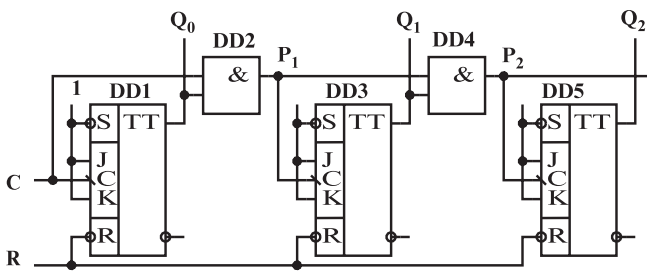 Q0 Q1 Q2
DD2 DD4
P1 P2
& &
1 DD1 DD3 DD5
S TT S TT S TT
J J J
C C C C
K K K
R R R
R